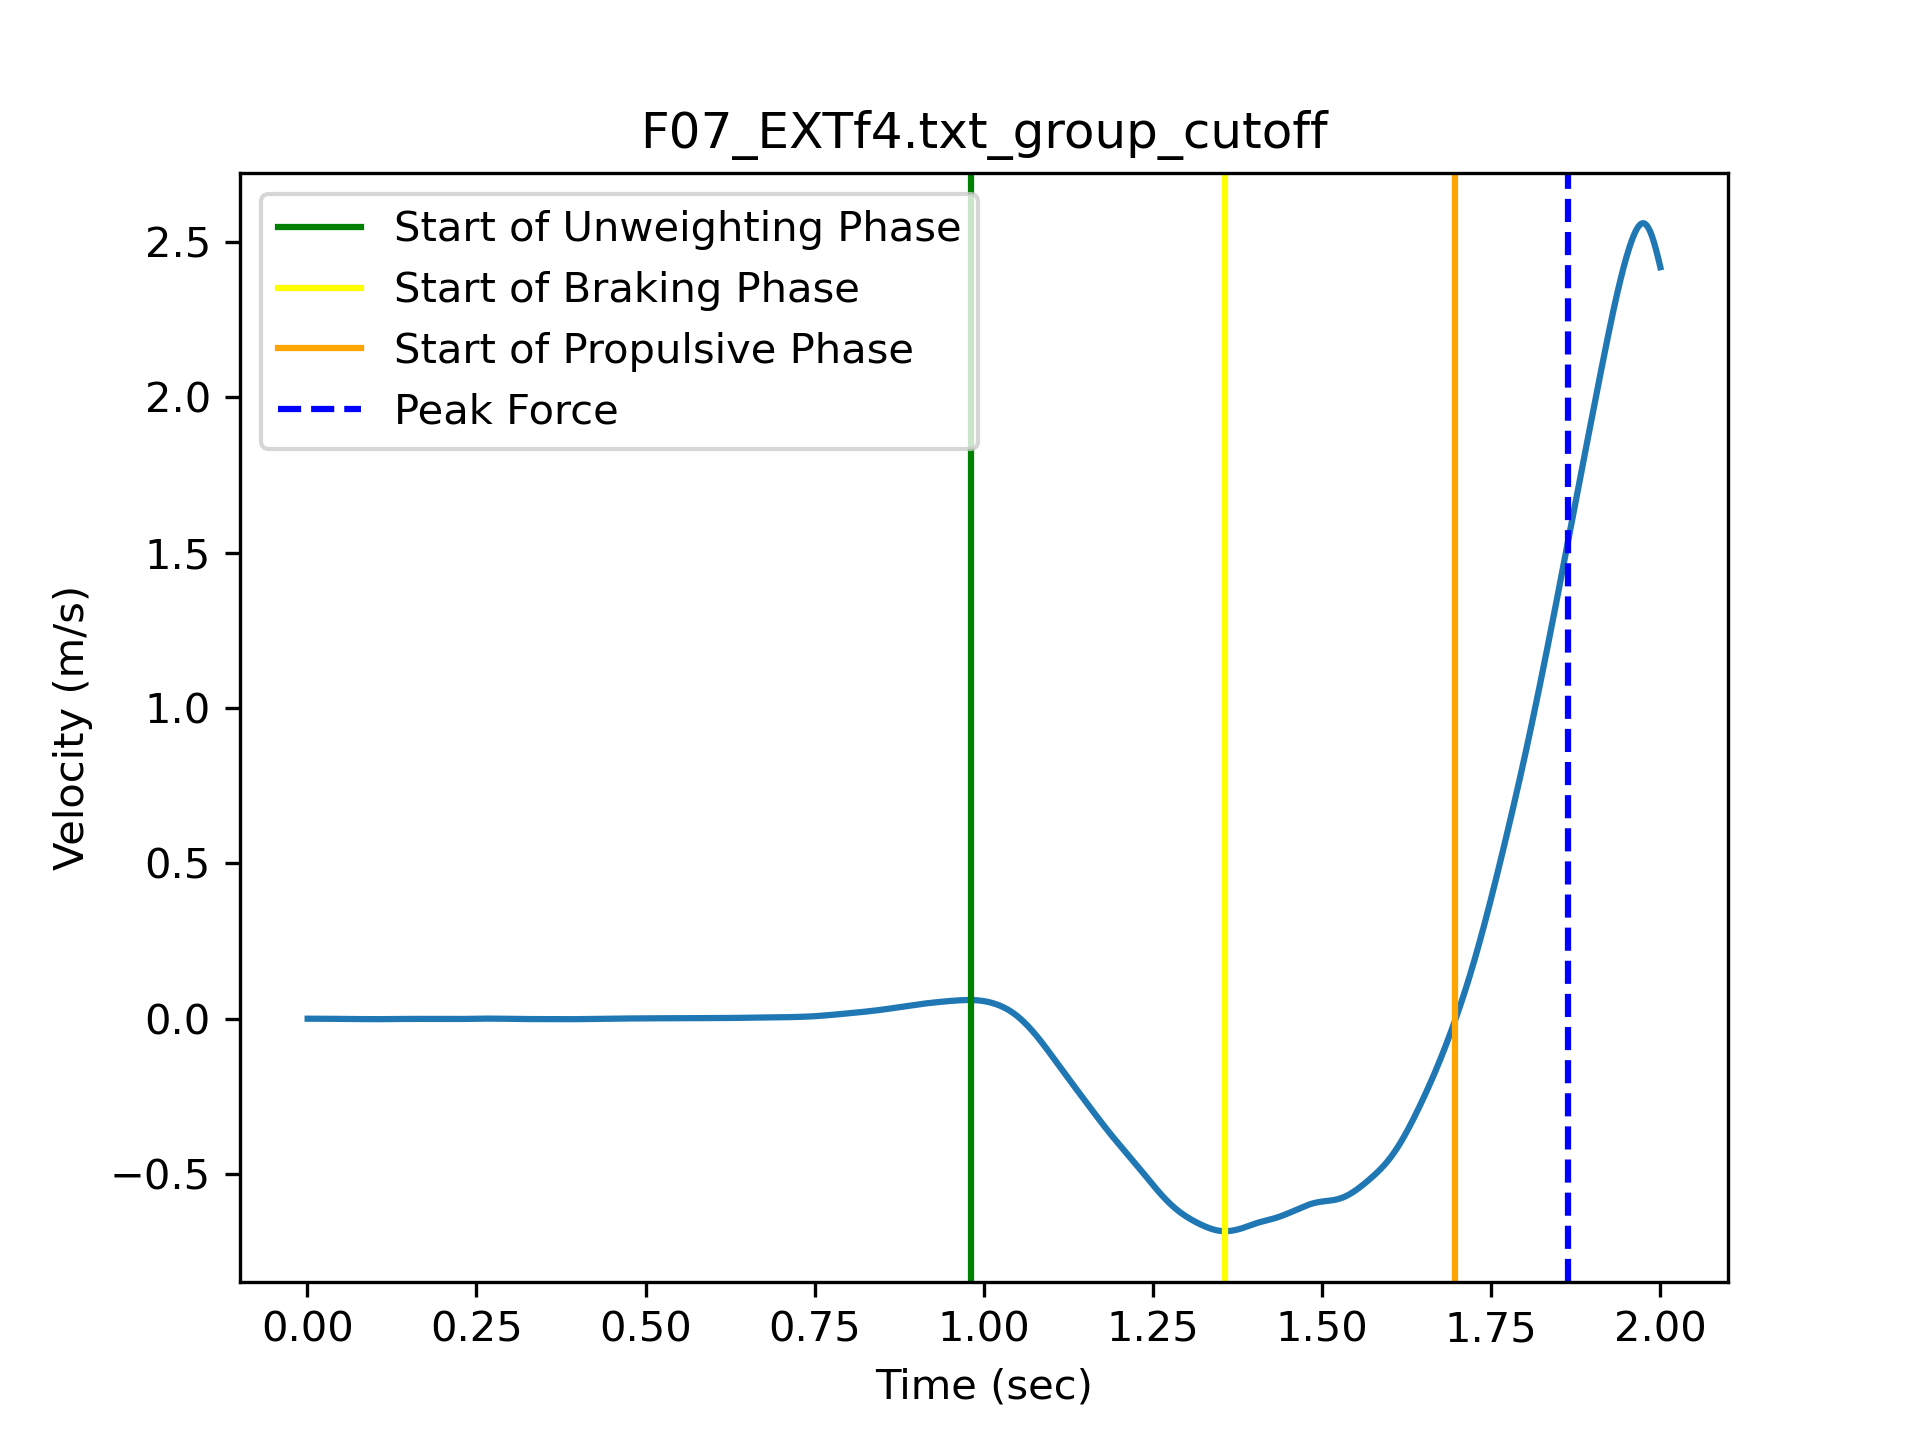 F07_EXTf4.txt_group_cutoff
Start of Unweighting Phase
Start of Braking Phase
Start of Propulsive Phase
Peak Force
2.5
2.0
1.5
1.0
0.5
0.0
−0.5
Velocity (m/s)
0.00 0.25 0.50 0.75 1.00 1.25 1.50 1.75 2.00
Time (sec)